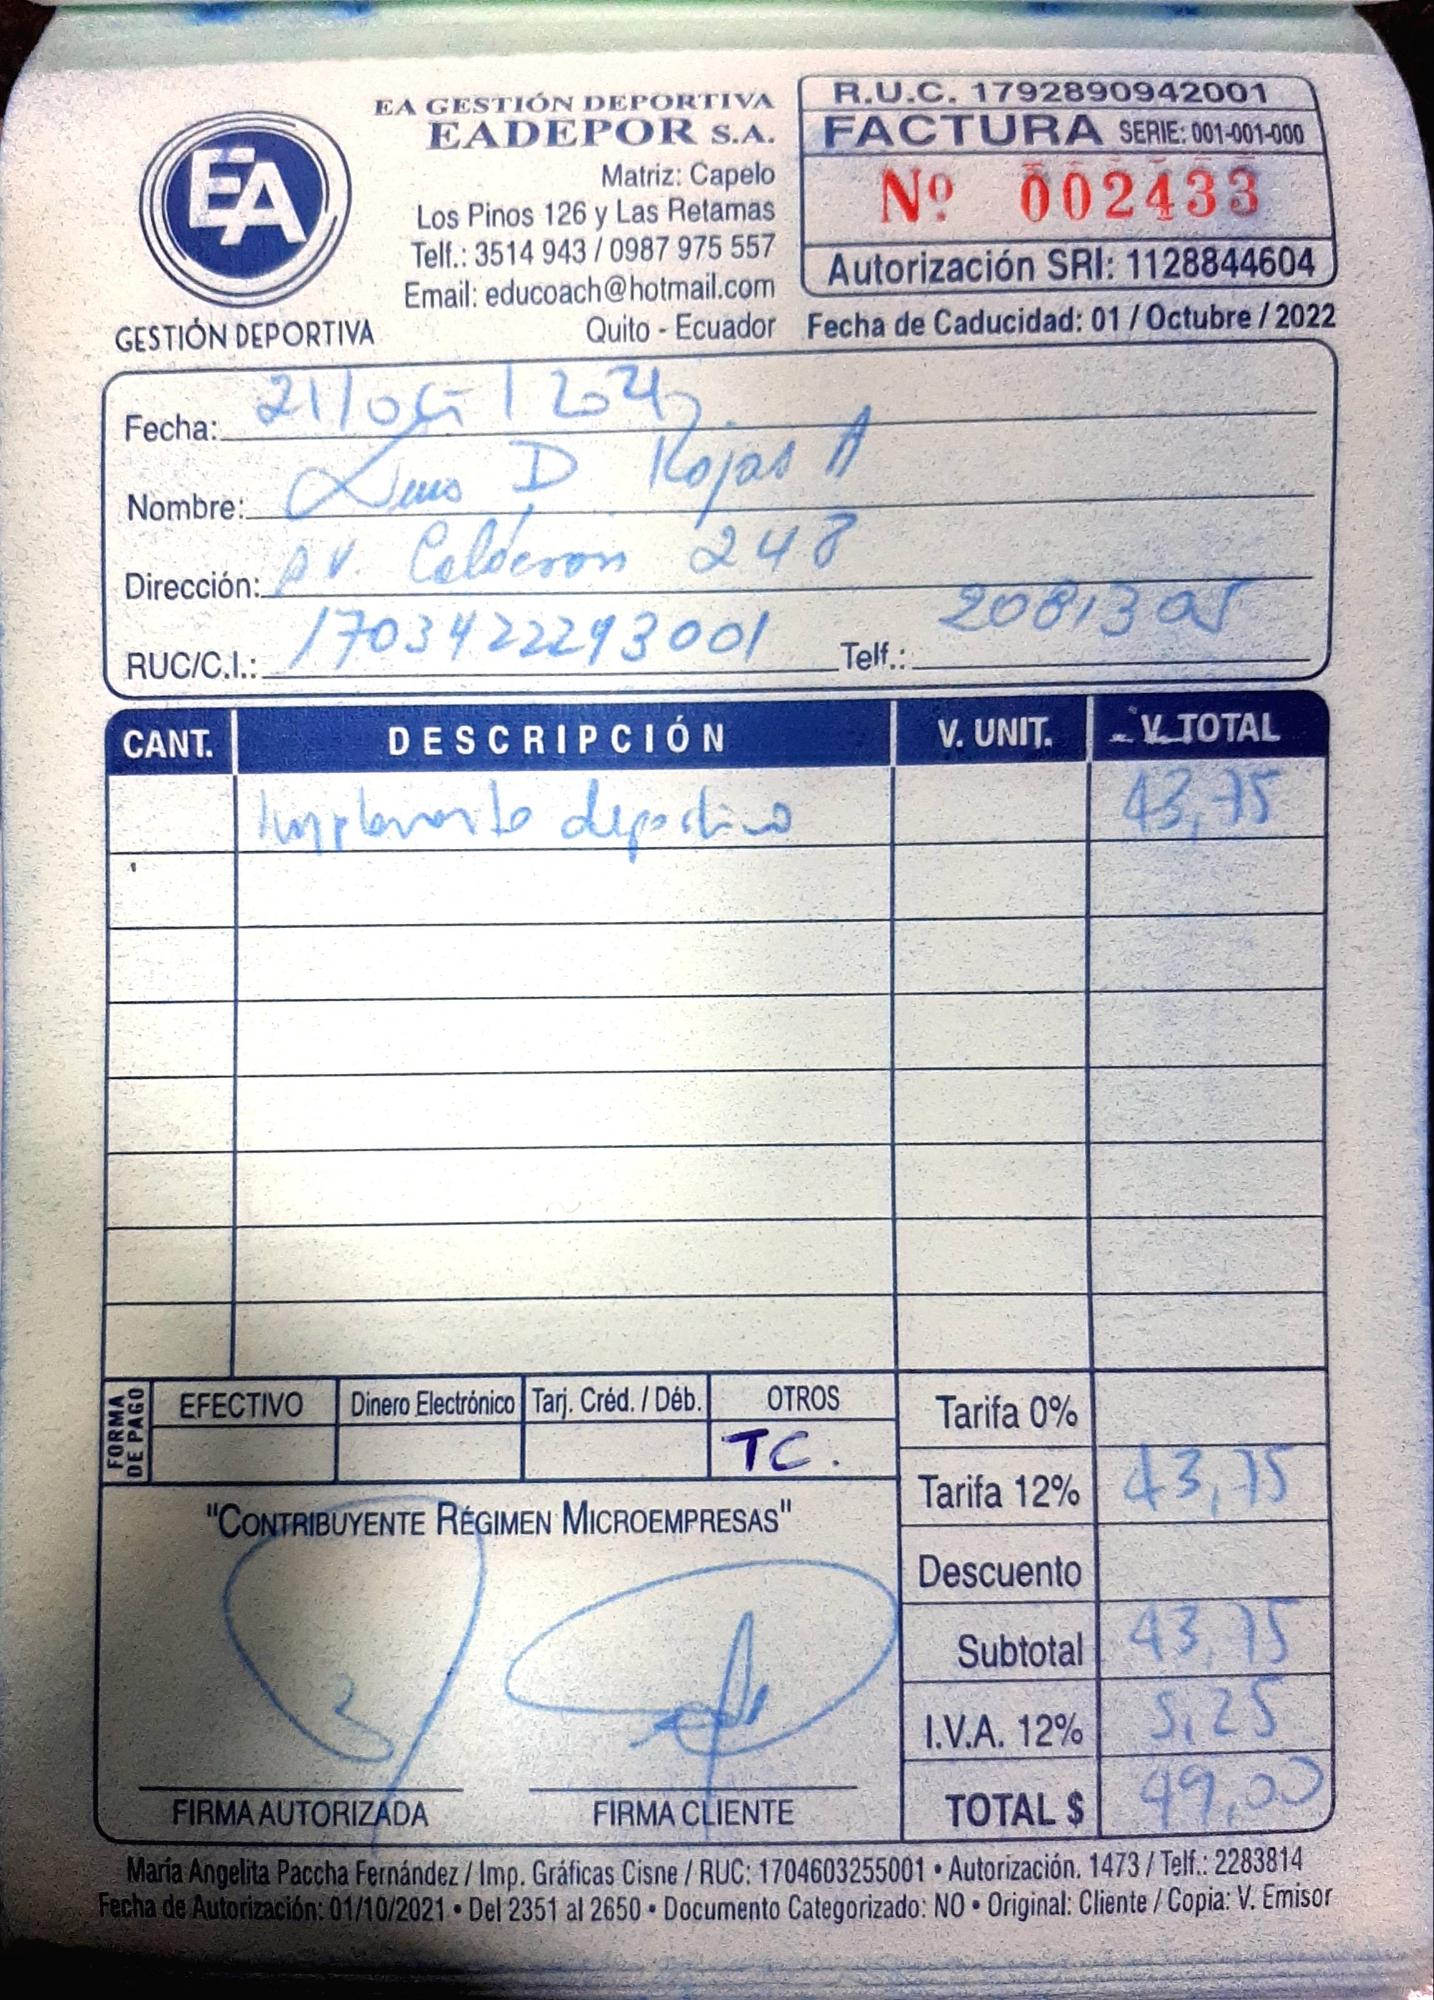 EA
GESTIÓN DEPORTIVA
EA GESTIÓN DEPORTIVA
EADEPOR S.A.
Matriz: Capelo
Los Pinos 126 y Las Retamas
Telf.: 3514 943 / 0987 975 557
Email: educoach@hotmail.com
Quito - Ecuador
R.U.C. 1792890942001
FACTURA SERIE: 001-001-000
Nº 002433
Autorización SRI: 1128844604
Fecha de Caducidad: 01 / Octubre / 2022
Fecha: 21/oct/
Nombre: D Rojas A
Dirección: Av. Calderon 248
RUC/C.I.: 1703422293001 Telf.: 2081305
CANT. DESCRIPCIÓN V. UNIT. V. TOTAL
Implemento deportivo 43,75
FORMA DE PAGO EFECTIVO Dinero Electrónico Tarj. Créd. / Déb. OTROS
TC.
Tarifa 0%
Tarifa 12% 43,75
Descuento
Subtotal 43,75
I.V.A. 12% 5,25
TOTAL $ 49,00
"CONTRIBUYENTE RÉGIMEN MICROEMPRESAS"
FIRMA AUTORIZADA FIRMA CLIENTE
María Angelita Paccha Fernández / Imp. Gráficas Cisne / RUC: 1704603255001 • Autorización. 1473 / Telf.: 2283814
Fecha de Autorización: 01/10/2021 • Del 2351 al 2650 • Documento Categorizado: NO • Original: Cliente / Copia: V. Emisor